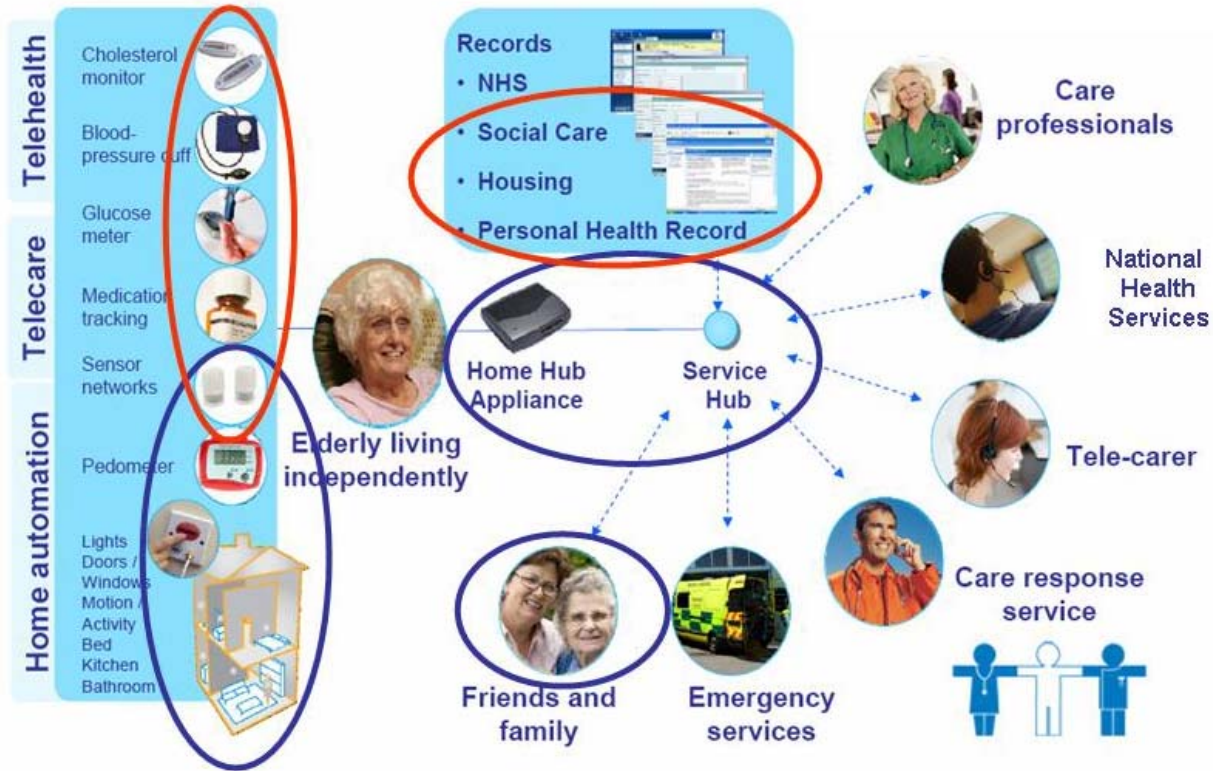 Telehealth
Telecare
Home automation
Cholesterol
monitor
Blood-
pressure cuff
Glucose
meter
Medication
tracking
Sensor
networks
Pedometer
Lights
Doors /
Windows
Motion /
Activity
Bed
Kitchen
Bathroom
Elderly living
independently
Records
• NHS
• Social Care
• Housing
• Personal Health Record
Home Hub
Appliance
Service
Hub
Care
professionals
National
Health
Services
Tele-carer
Care response
service
Emergency
services
Friends and
family